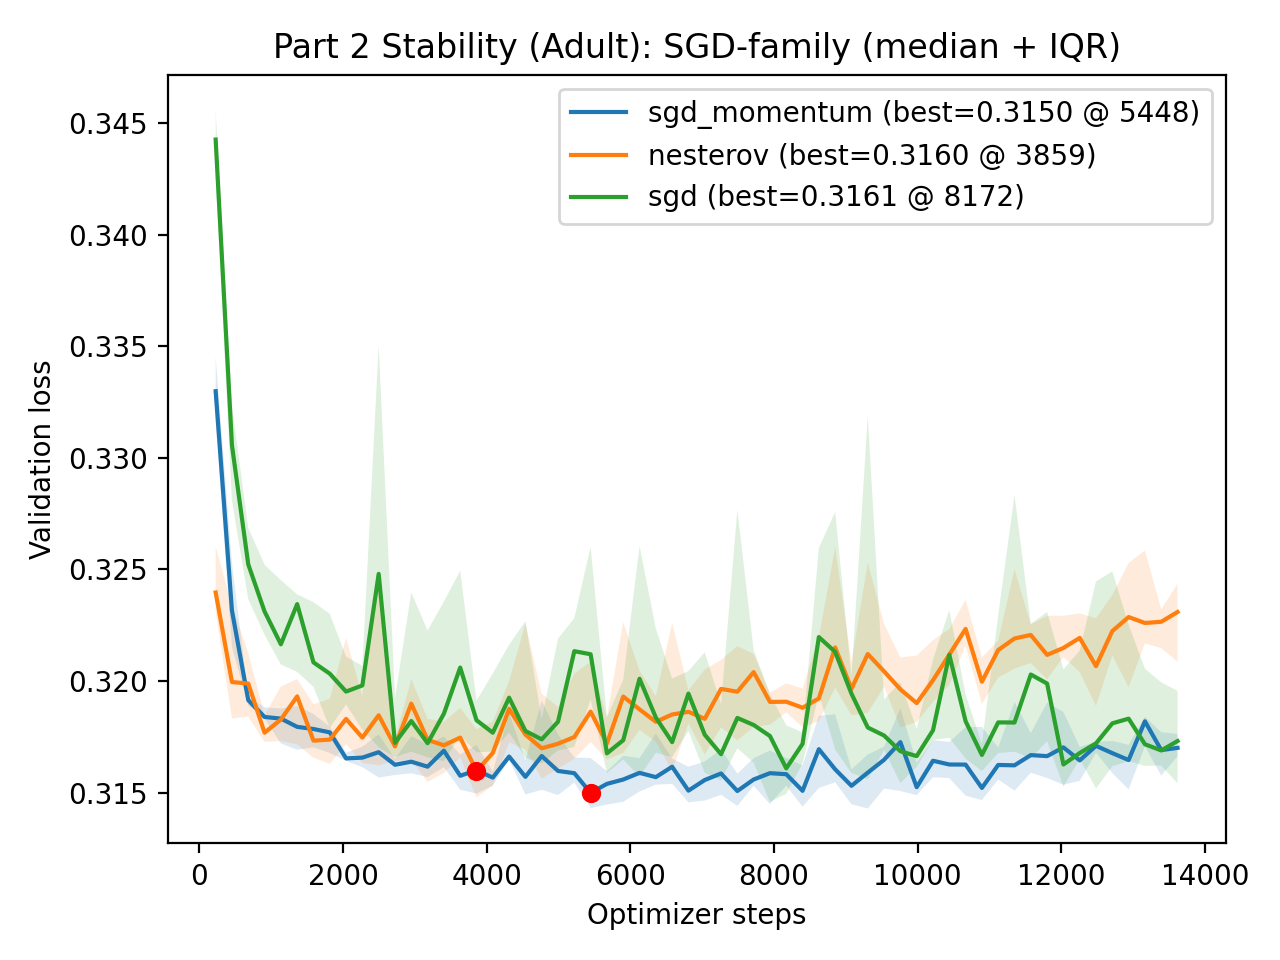 Part 2 Stability (Adult): SGD-family (median + IQR)
sgd_momentum (best=0.3150 @ 5448)
nesterov (best=0.3160 @ 3859)
sgd (best=0.3161 @ 8172)
Validation loss
0.345
0.340
0.335
0.330
0.325
0.320
0.315
0 2000 4000 6000 8000 10000 12000 14000
Optimizer steps